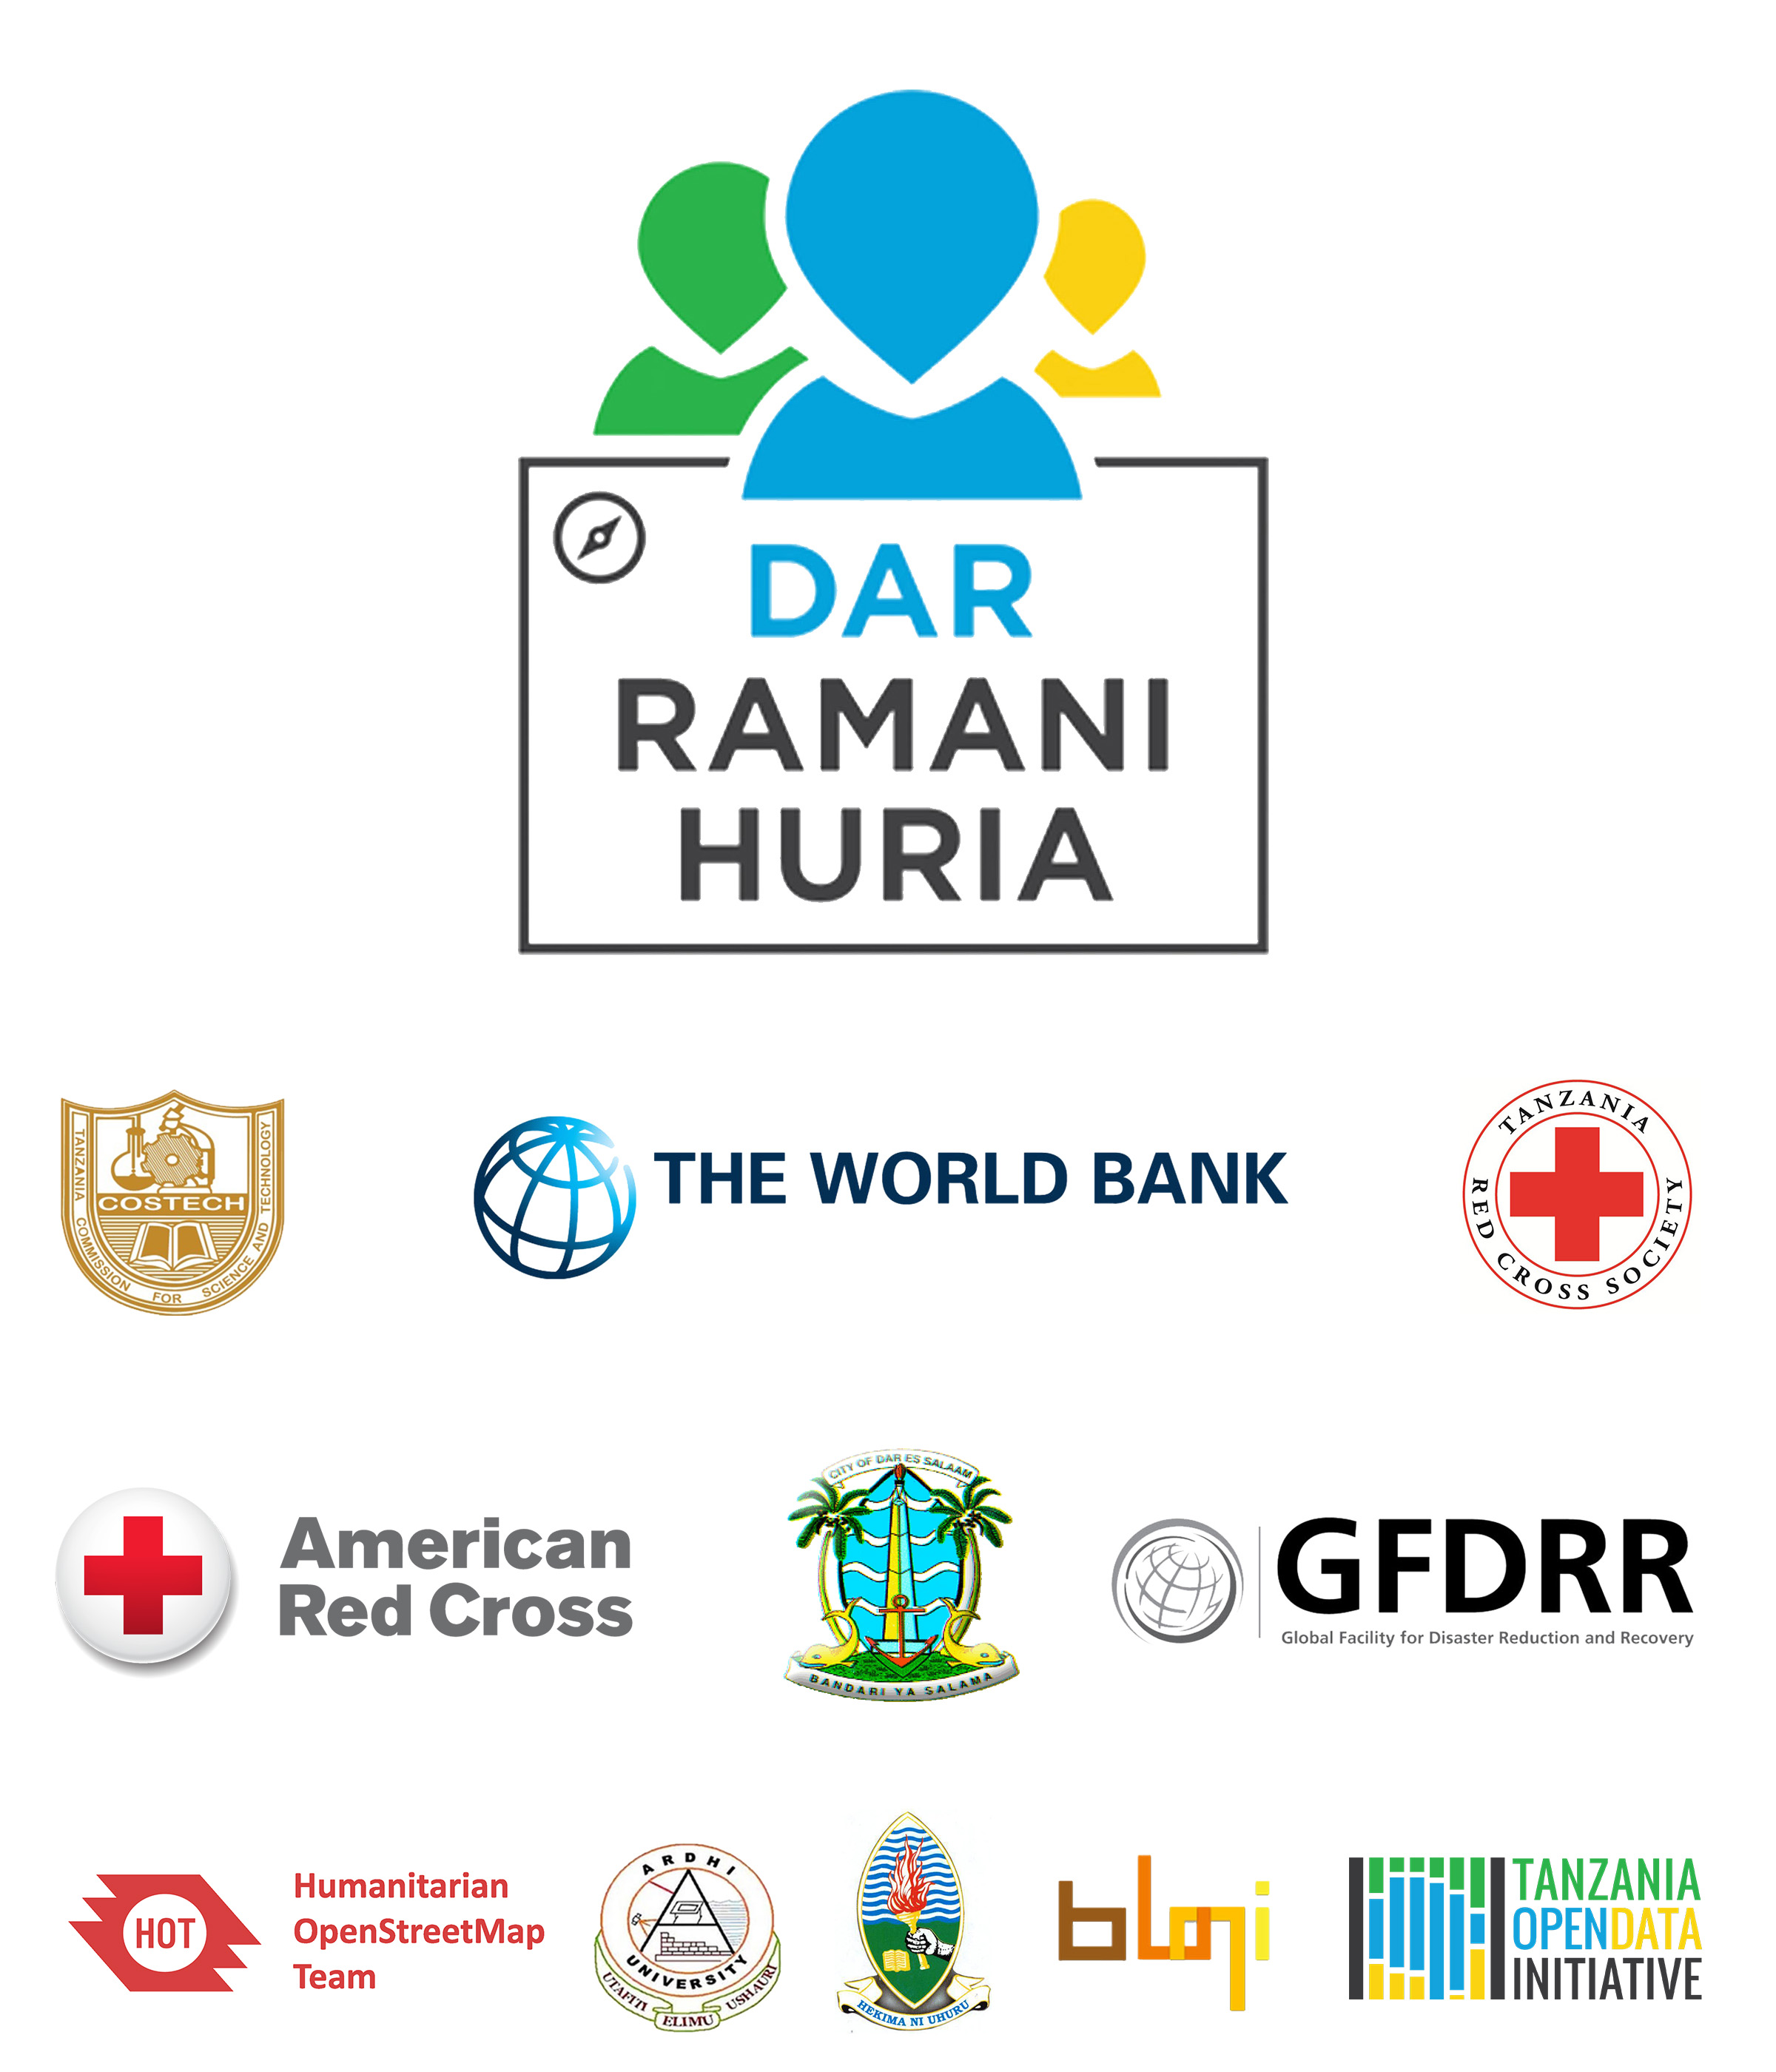 DAR
RAMANI
HURIA
TANZANIA COMMISSION FOR SCIENCE AND TECHNOLOGY
COSTECH
THE WORLD BANK
TANZANIA
RED CROSS SOCIETY
American
Red Cross
CITY OF DAR ES SALAAM
BANDARI YA SALAMA
GFDRR
Global Facility for Disaster Reduction and Recovery
HOT
Humanitarian
OpenStreetMap
Team
ARDHI
UNIVERSITY
UTAFITI ELIMU USHAURI
HEKIMA NI UHURU
TANZANIA
OPENDATA
INITIATIVE